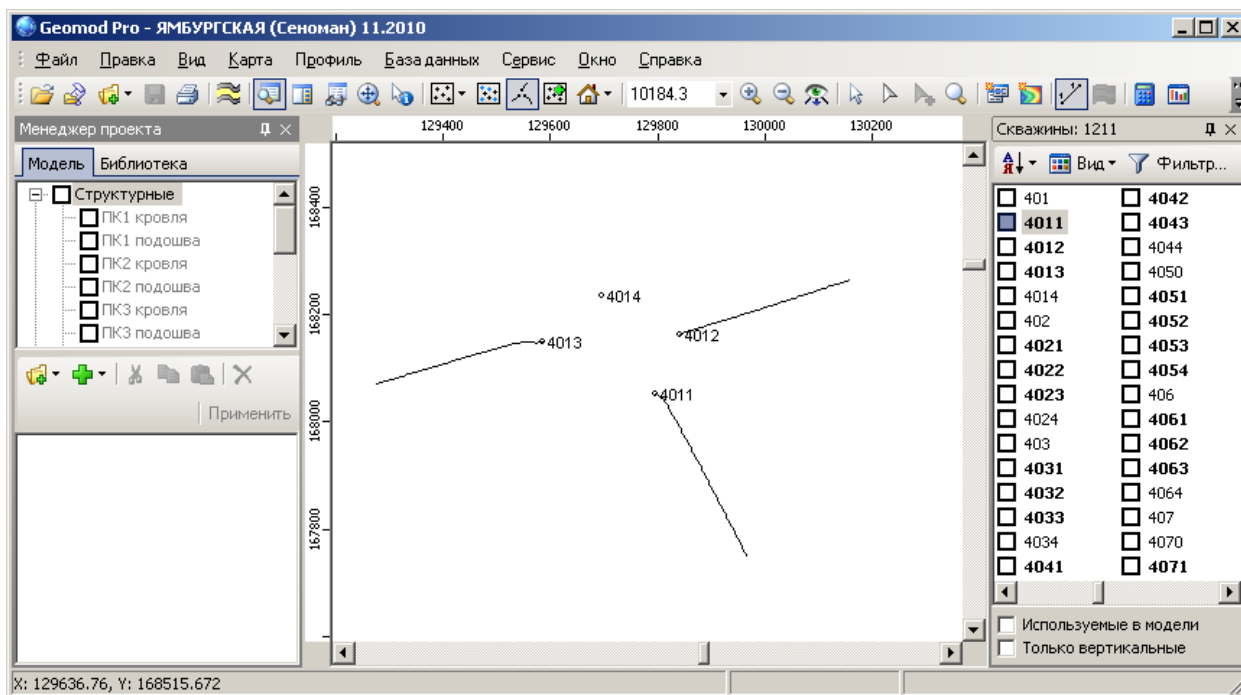 Geomod Pro - ЯМБУРГСКАЯ (Сеноман) 11.2010
Файл Правка Вид Карта Профиль База данных Сервис Окно Справка
10184.3
Менеджер проекта
Модель Библиотека
Структурные
ПК1 кровля
ПК1 подошва
ПК2 кровля
ПК2 подошва
ПК3 кровля
ПК3 подошва
Применить
129400 129600 129800 130000 130200
168400
168200
168000
167800
4014
4012
4013
4011
Скважины: 1211
Вид Фильтр...
401 4042
4011 4043
4012 4044
4013 4050
4014 4051
402 4052
4021 4053
4022 4054
4023 406
4024 4061
403 4062
4031 4063
4032 4064
4033 407
4034 4070
4041 4071
Используемые в модели
Только вертикальные
X: 129636.76, Y: 168515.672